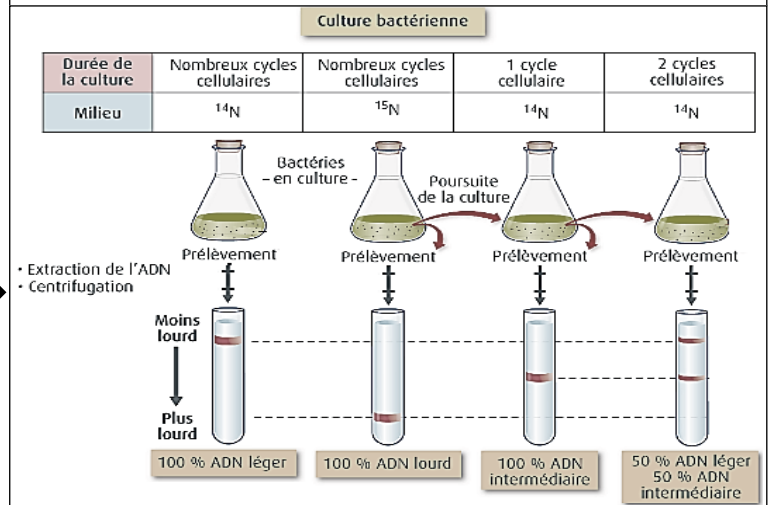 Culture bactérienne
Durée de la culture
Nombreux cycles cellulaires
Nombreux cycles cellulaires
1 cycle cellulaire
2 cycles cellulaires
Milieu
¹⁴N
¹⁵N
¹⁴N
¹⁴N
Bactéries
– en culture –
Poursuite
de la culture
Prélèvement
Prélèvement
Prélèvement
Prélèvement
• Extraction de l'ADN
• Centrifugation
Moins
lourd
Plus
lourd
100 % ADN léger
100 % ADN lourd
100 % ADN
intermédiaire
50 % ADN léger
50 % ADN
intermédiaire